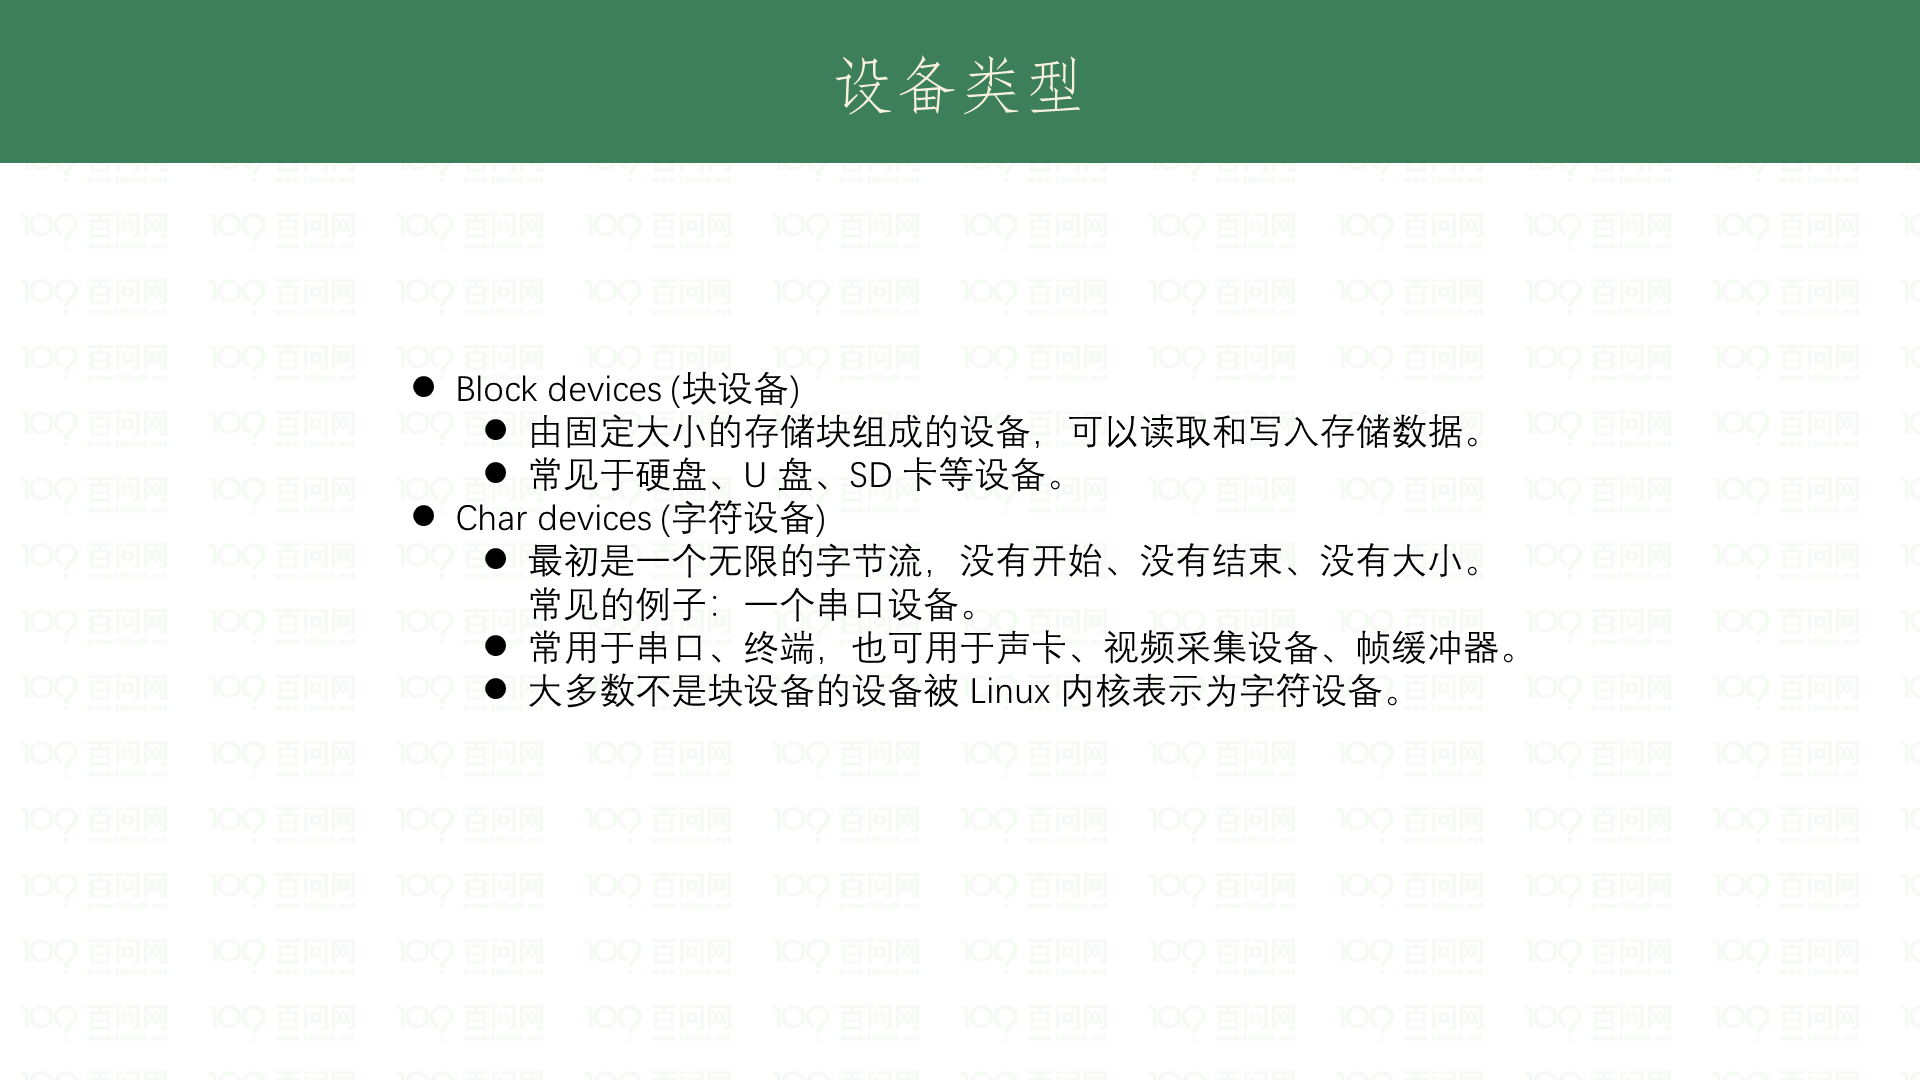 设备类型
Block devices (块设备)
由固定大小的存储块组成的设备，可以读取和写入存储数据。
常见于硬盘、U 盘、SD 卡等设备。
Char devices (字符设备)
最初是一个无限的字节流，没有开始、没有结束、没有大小。
常见的例子：一个串口设备。
常用于串口、终端，也可用于声卡、视频采集设备、帧缓冲器。
大多数不是块设备的设备被 Linux 内核表示为字符设备。
百问网
www.100ask.net